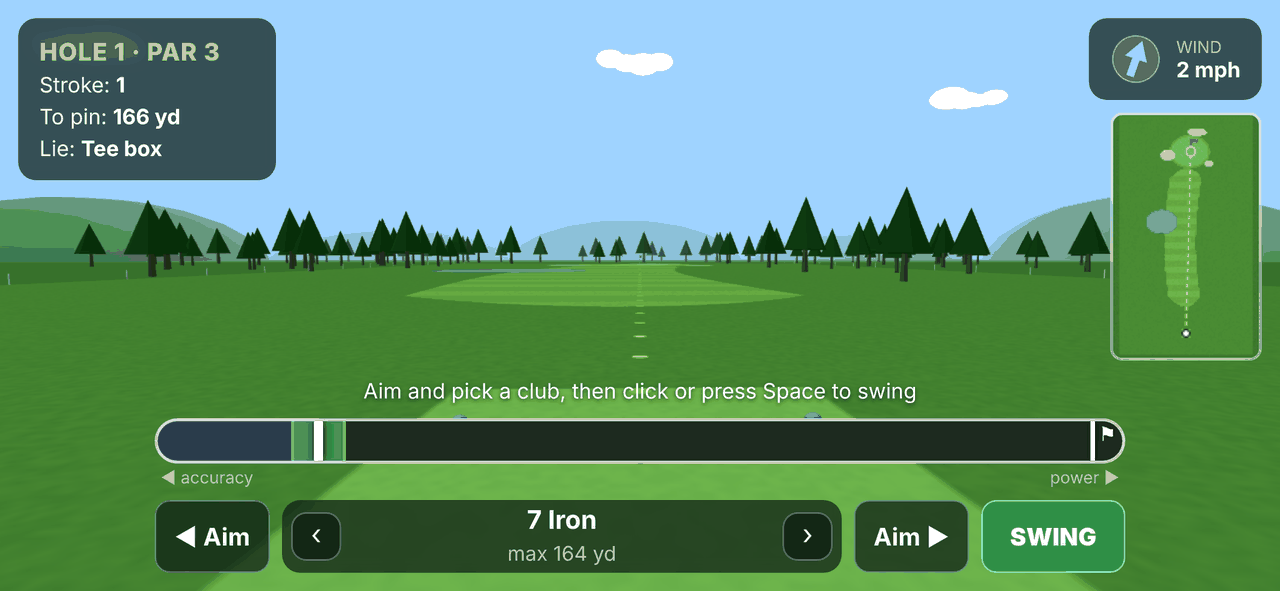 HOLE 1 · PAR 3
Stroke: 1
To pin: 166 yd
Lie: Tee box
WIND
2 mph
Aim and pick a club, then click or press Space to swing
◀ accuracy
power ▶
◀ Aim
‹
7 Iron
max 164 yd
›
Aim ▶
SWING